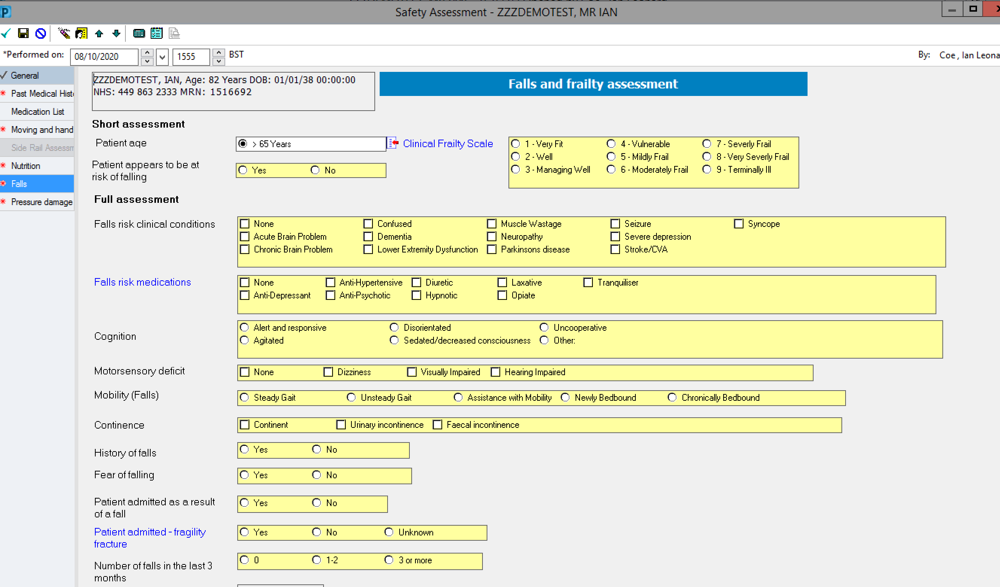 Safety Assessment - ZZZDEMOTEST, MR IAN
*Performed on: 08/10/2020 1555 BST By: Coe , Ian Leona
General
Past Medical Hist
Medication List
Moving and hand
Side Rail Assessm
Nutrition
Falls
Pressure damage
ZZZDEMOTEST, IAN, Age: 82 Years DOB: 01/01/38 00:00:00
NHS: 449 863 2333 MRN: 1516692
Falls and frailty assessment
Short assessment
Patient age > 65 Years
Clinical Frailty Scale
1 - Very Fit 4 - Vulnerable 7 - Severly Frail
2 - Well 5 - Mildly Frail 8 - Very Severly Frail
3 - Managing Well 6 - Moderately Frail 9 - Terminally Ill
Patient appears to be at
risk of falling
Yes No
Full assessment
Falls risk clinical conditions
None Confused Muscle Wastage Seizure Syncope
Acute Brain Problem Dementia Neuropathy Severe depression
Chronic Brain Problem Lower Extremity Dysfunction Parkinsons disease Stroke/CVA
Falls risk medications
None Anti-Hypertensive Diuretic Laxative Tranquiliser
Anti-Depressant Anti-Psychotic Hypnotic Opiate
Cognition
Alert and responsive Disorientated Uncooperative
Agitated Sedated/decreased consciousness Other:
Motorsensory deficit
None Dizziness Visually Impaired Hearing Impaired
Mobility (Falls)
Steady Gait Unsteady Gait Assistance with Mobility Newly Bedbound Chronically Bedbound
Continence
Continent Urinary incontinence Faecal incontinence
History of falls
Yes No
Fear of falling
Yes No
Patient admitted as a result
of a fall
Yes No
Patient admitted - fragility
fracture
Yes No Unknown
Number of falls in the last 3
months
0 1-2 3 or more